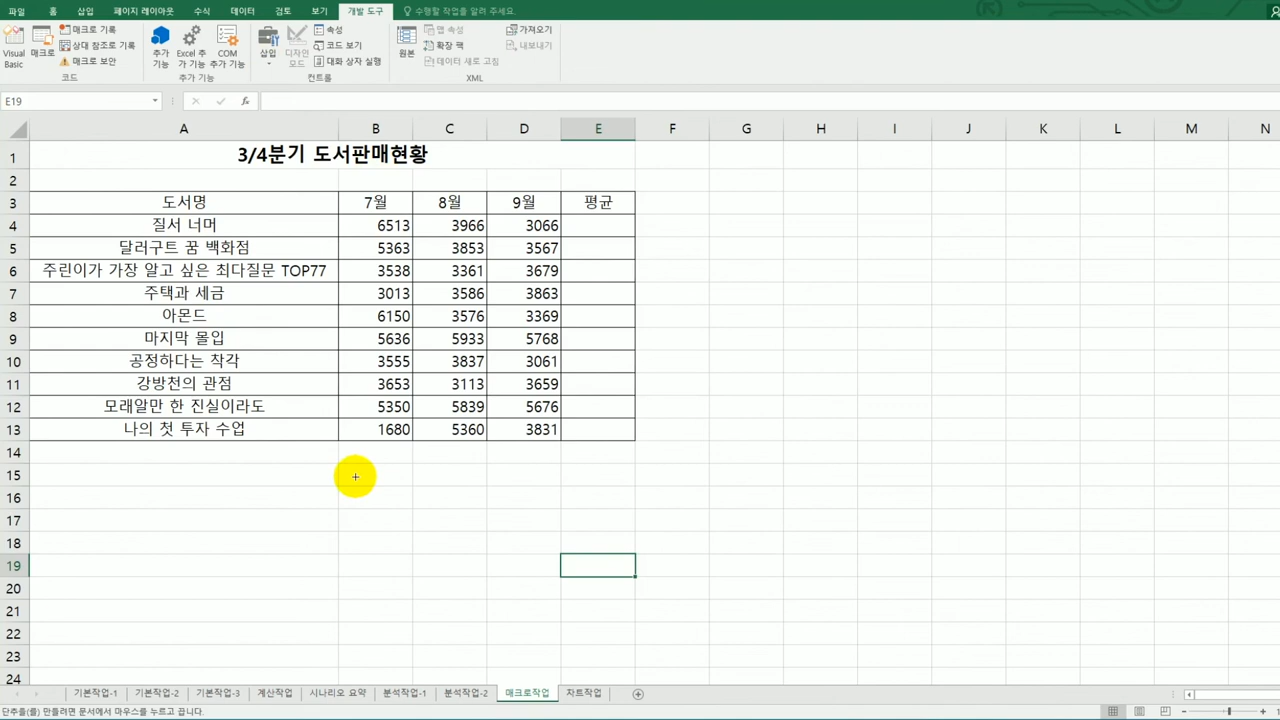 파일 홈 삽입 페이지 레이아웃 수식 데이터 검토 보기 개발 도구 수행할 작업을 알려 주세요.
Visual Basic
매크로
매크로 기록
상대 참조로 기록
매크로 보안
코드
추가 기능
Excel 추가 기능
COM 추가 기능
추가 기능
삽입
디자인 모드
속성
코드 보기
대화 상자 실행
컨트롤
원본
맵 속성
확장 팩
데이터 새로 고침
가져오기
내보내기
XML
E19 fx
A B C D E F G H I J K L M N
1 3/4분기 도서판매현황
2
3 도서명 7월 8월 9월 평균
4 질서 너머 6513 3966 3066
5 달러구트 꿈 백화점 5363 3853 3567
6 주린이가 가장 알고 싶은 최다질문 TOP77 3538 3361 3679
7 주택과 세금 3013 3586 3863
8 아몬드 6150 3576 3369
9 마지막 몰입 5636 5933 5768
10 공정하다는 착각 3555 3837 3061
11 강방천의 관점 3653 3113 3659
12 모래알만 한 진실이라도 5350 5839 5676
13 나의 첫 투자 수업 1680 5360 3831
14
15
16
17
18
19
20
21
22
23
24
기본작업-1 기본작업-2 기본작업-3 계산작업 시나리오 요약 분석작업-1 분석작업-2 매크로작업 차트작업
단추을(를) 만들려면 문서에서 마우스를 누르고 끕니다.